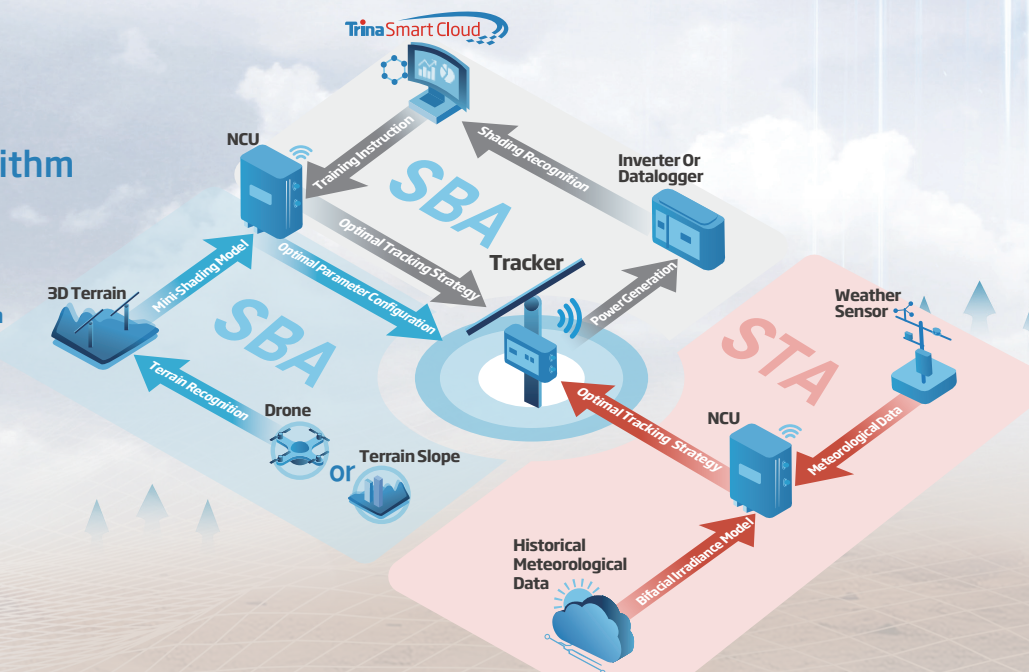 Trina Smart Cloud
NCU
Training Instruction
Shading Recognition
Inverter Or
Datalogger
SBA
Optimal Tracking Strategy
Optimal Parameter Configuration
Tracker
Power Generation
Mini-Shading Model
3D Terrain
SBA
Terrain Recognition
Drone
or
Terrain Slope
Weather
Sensor
STA
Optimal Tracking Strategy
NCU
Meteorological Data
Historical
Meteorological
Data
Bifacial Irradiance Model